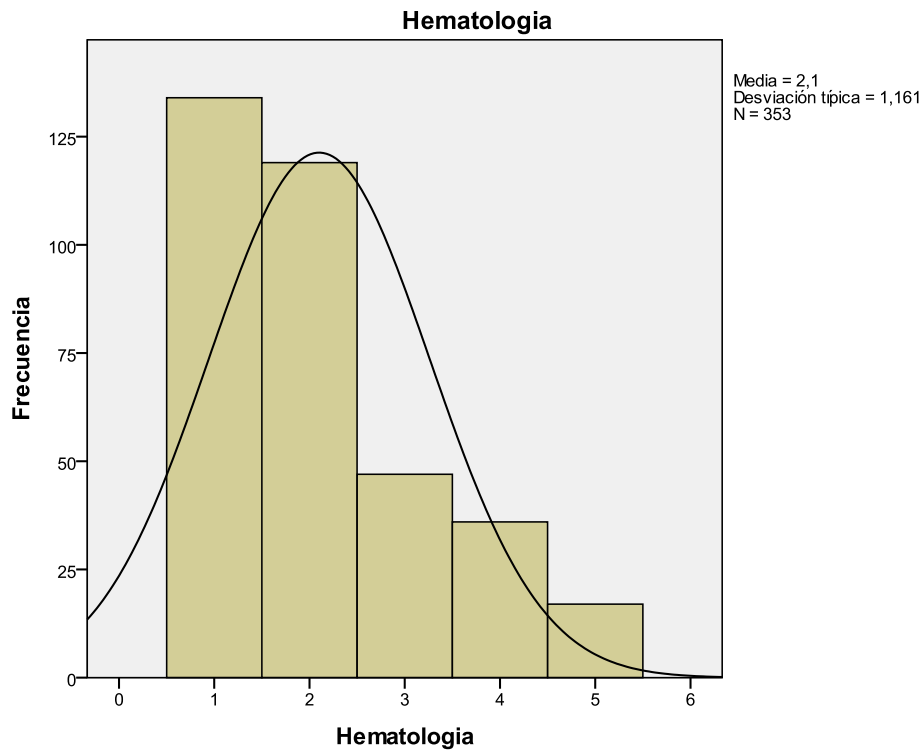 Hematologia
Media = 2,1
Desviación típica = 1,161
N = 353
Frecuencia
125
100
75
50
25
0
0 1 2 3 4 5 6
Hematologia